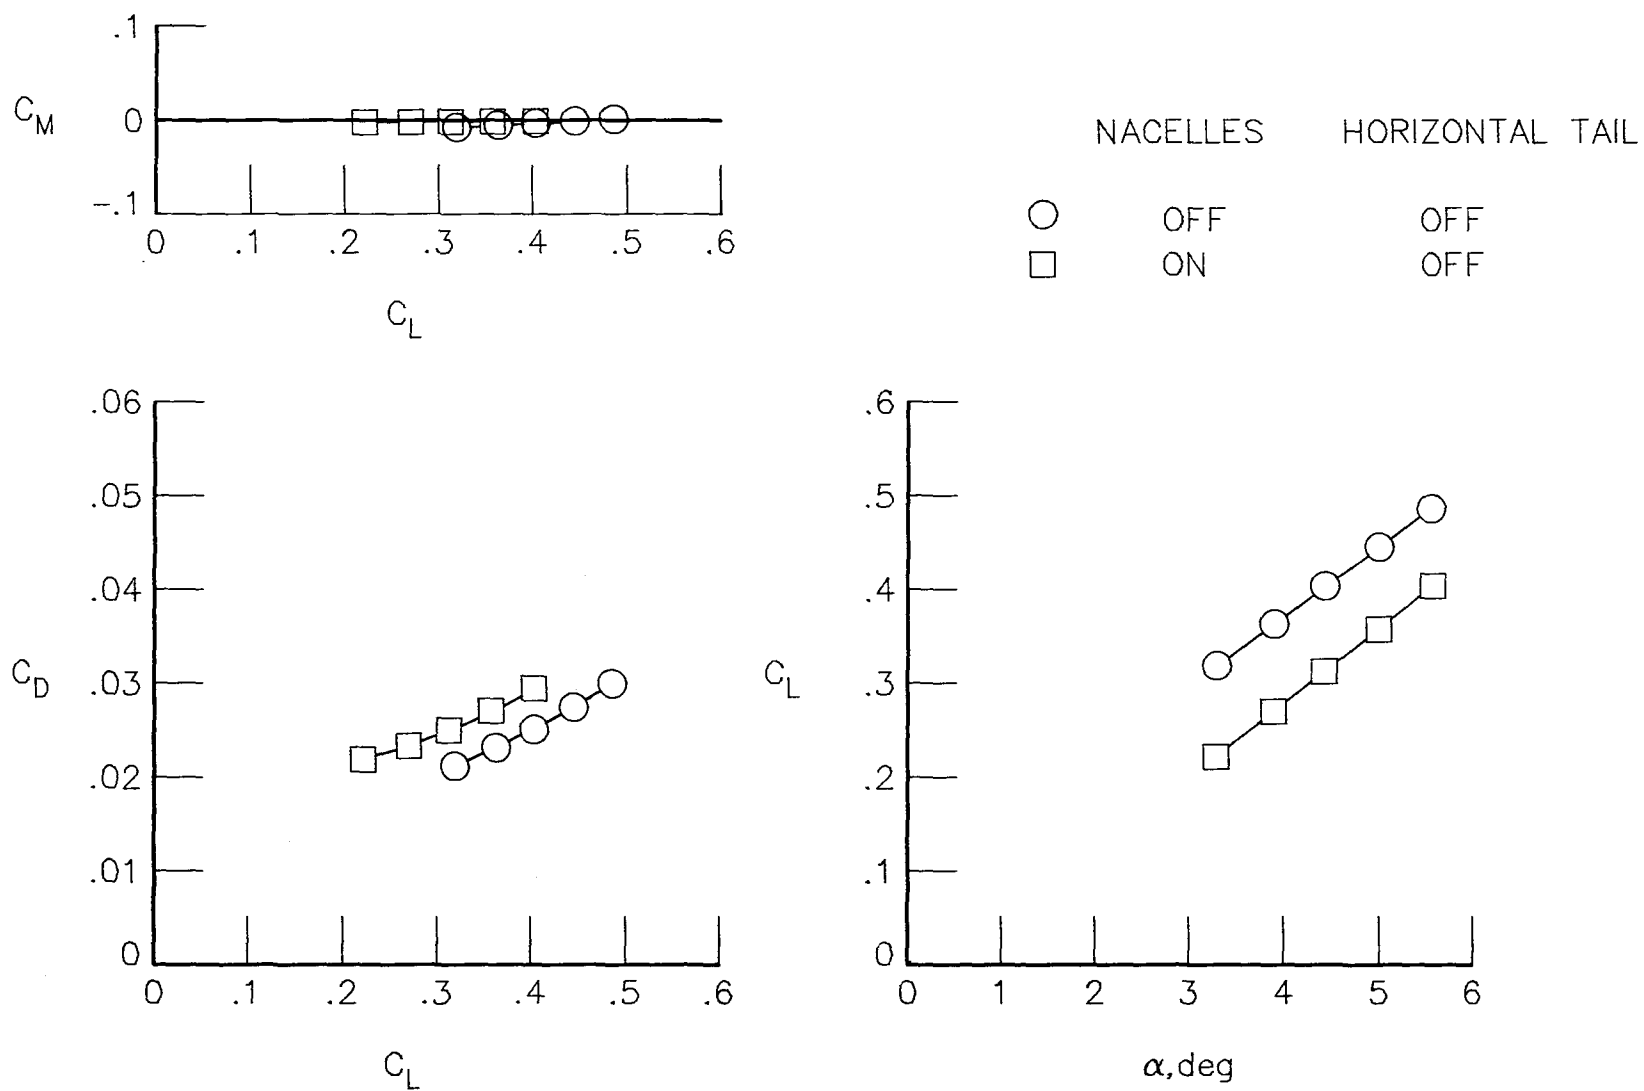 .1
C_M
0
-.1
0 .1 .2 .3 .4 .5 .6
C_L
NACELLES HORIZONTAL TAIL
OFF OFF
ON OFF
.06
.05
.04
C_D
.03
.02
.01
0
0 .1 .2 .3 .4 .5 .6
C_L
.6
.5
.4
C_L
.3
.2
.1
0
0 1 2 3 4 5 6
α,deg